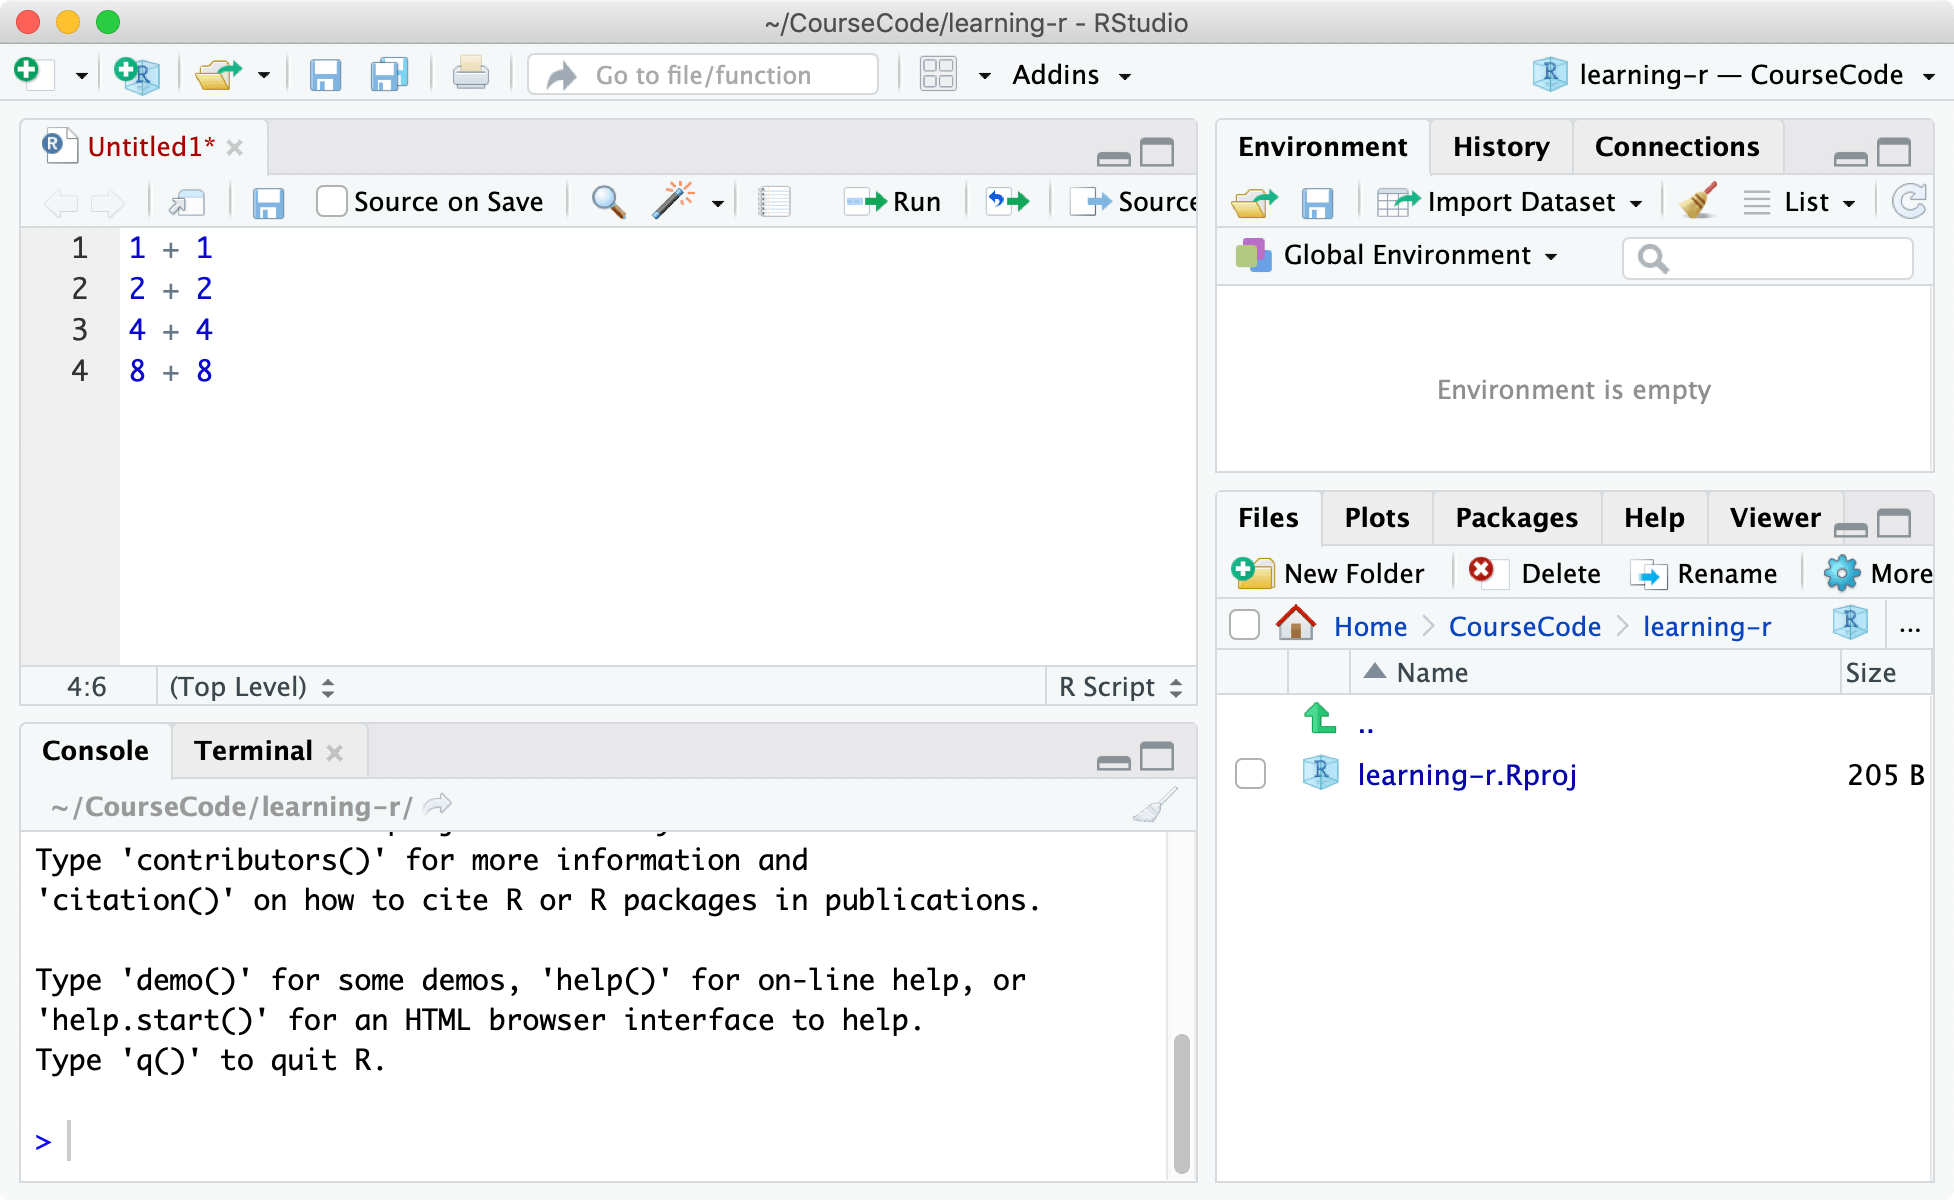 ~/CourseCode/learning-r - RStudio
Go to file/function
Addins
learning-r — CourseCode
Untitled1*
Source on Save
Run
Source
1 1 + 1
2 2 + 2
3 4 + 4
4 8 + 8
4:6
(Top Level)
R Script
Console
Terminal
~/CourseCode/learning-r/
Type 'contributors()' for more information and
'citation()' on how to cite R or R packages in publications.
Type 'demo()' for some demos, 'help()' for on-line help, or
'help.start()' for an HTML browser interface to help.
Type 'q()' to quit R.
>
Environment
History
Connections
Import Dataset
List
Global Environment
Environment is empty
Files
Plots
Packages
Help
Viewer
New Folder
Delete
Rename
More
Home
CourseCode
learning-r
...
Name
Size
..
learning-r.Rproj
205 B